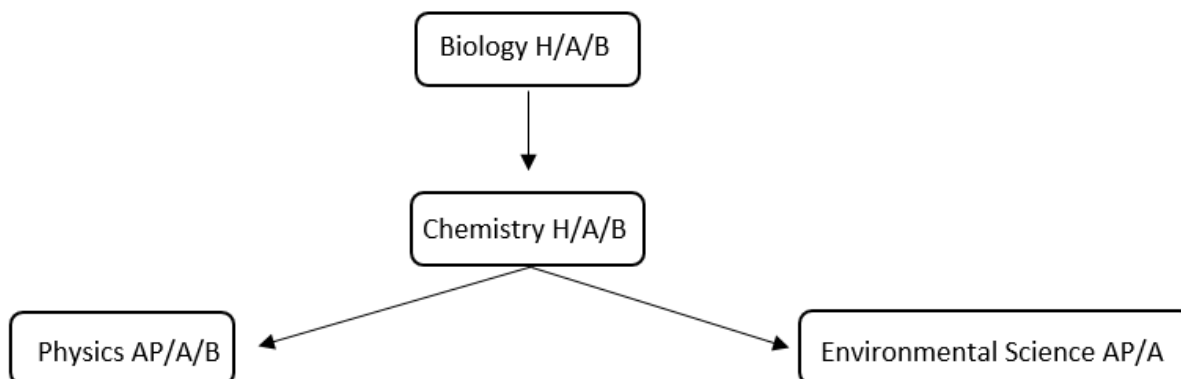 Biology H/A/B
Chemistry H/A/B
Physics AP/A/B
Environmental Science AP/A